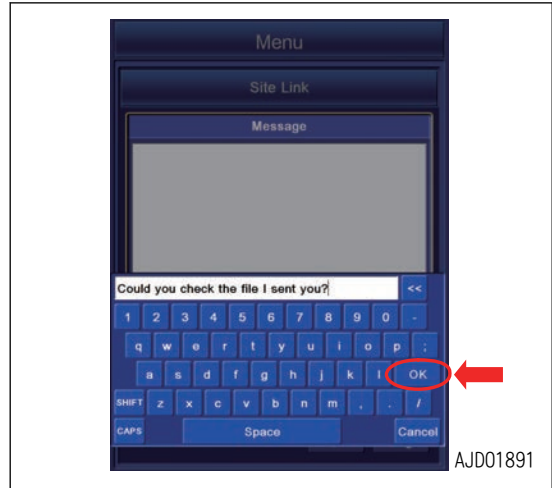 Menu
Site Link
Message
Could you check the file I sent you? <<
1 2 3 4 5 6 7 8 9 0 -
q w e r t y u i o p ;
a s d f g h j k l OK
SHIFT z x c v b n m , . /
CAPS Space Cancel
AJD01891